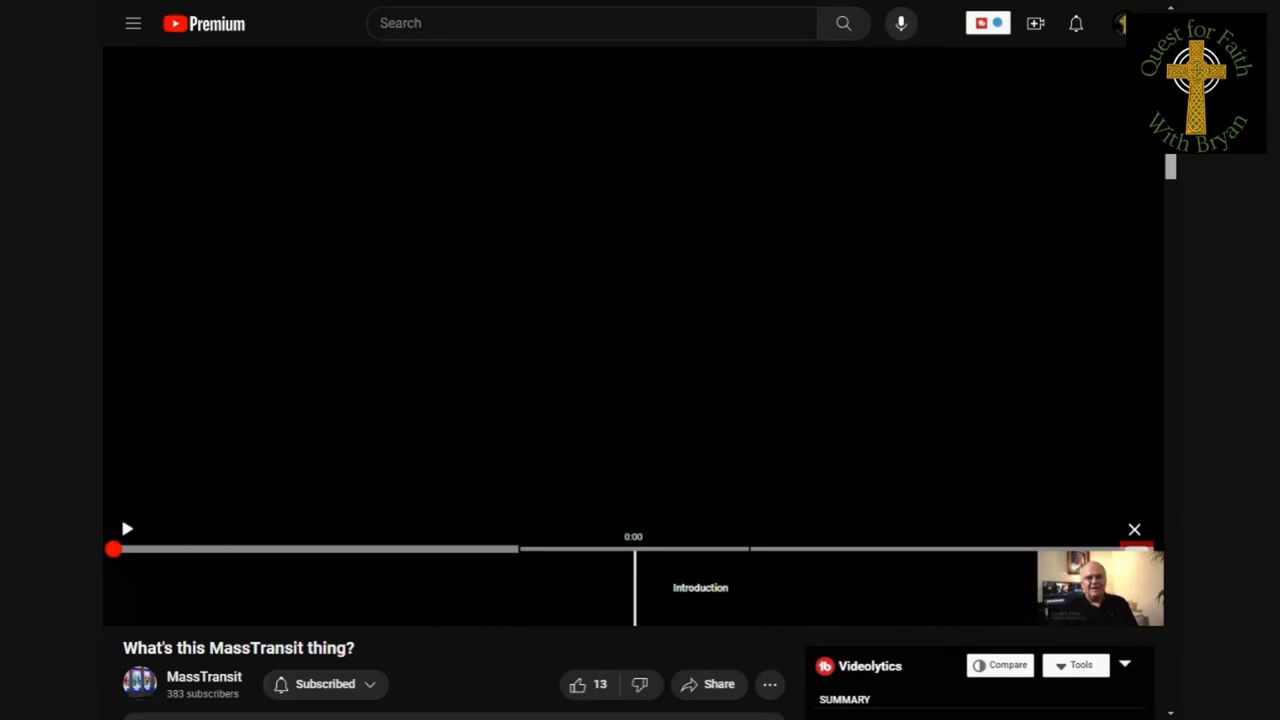 Premium
Search
Quest for Faith
With Bryan
0:00
Introduction
What's this MassTransit thing?
MassTransit
383 subscribers
Subscribed
13
Share
Videolytics
Compare
Tools
SUMMARY